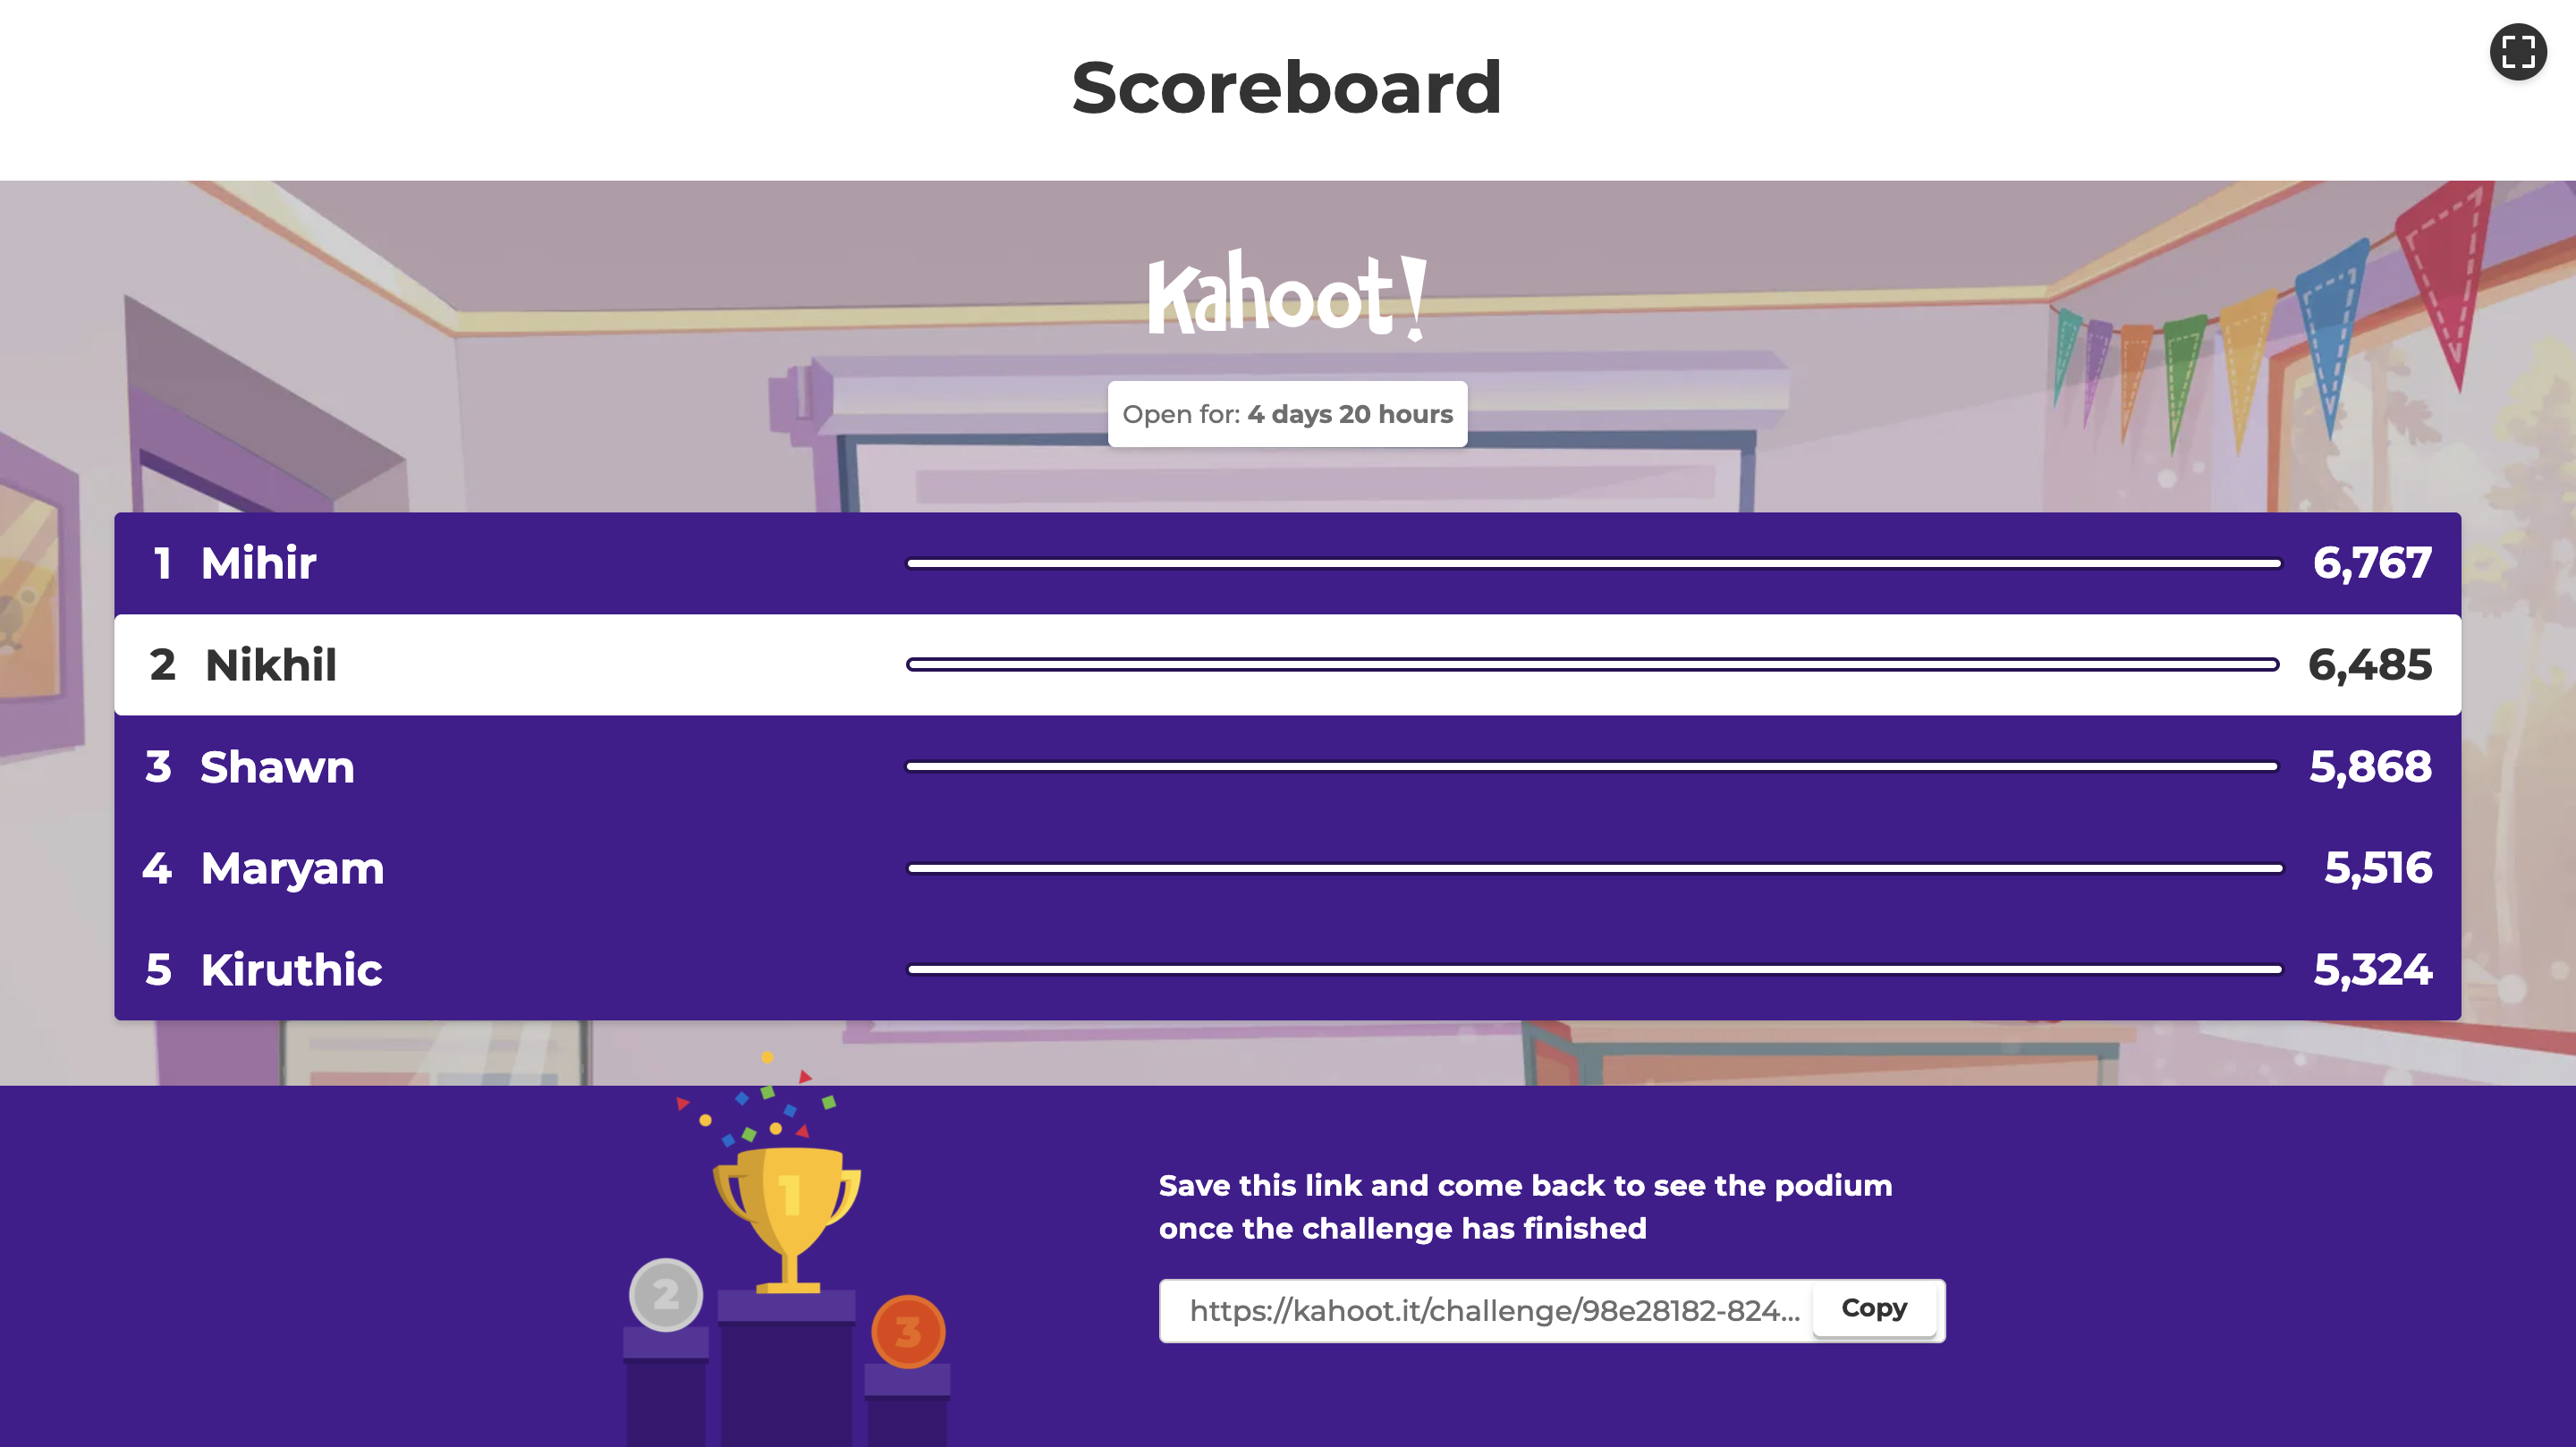 Scoreboard
Kahoot!
Open for: 4 days 20 hours
1 Mihir 6,767
2 Nikhil 6,485
3 Shawn 5,868
4 Maryam 5,516
5 Kiruthic 5,324
1
2
3
Save this link and come back to see the podium
once the challenge has finished
https://kahoot.it/challenge/98e28182-824... Copy